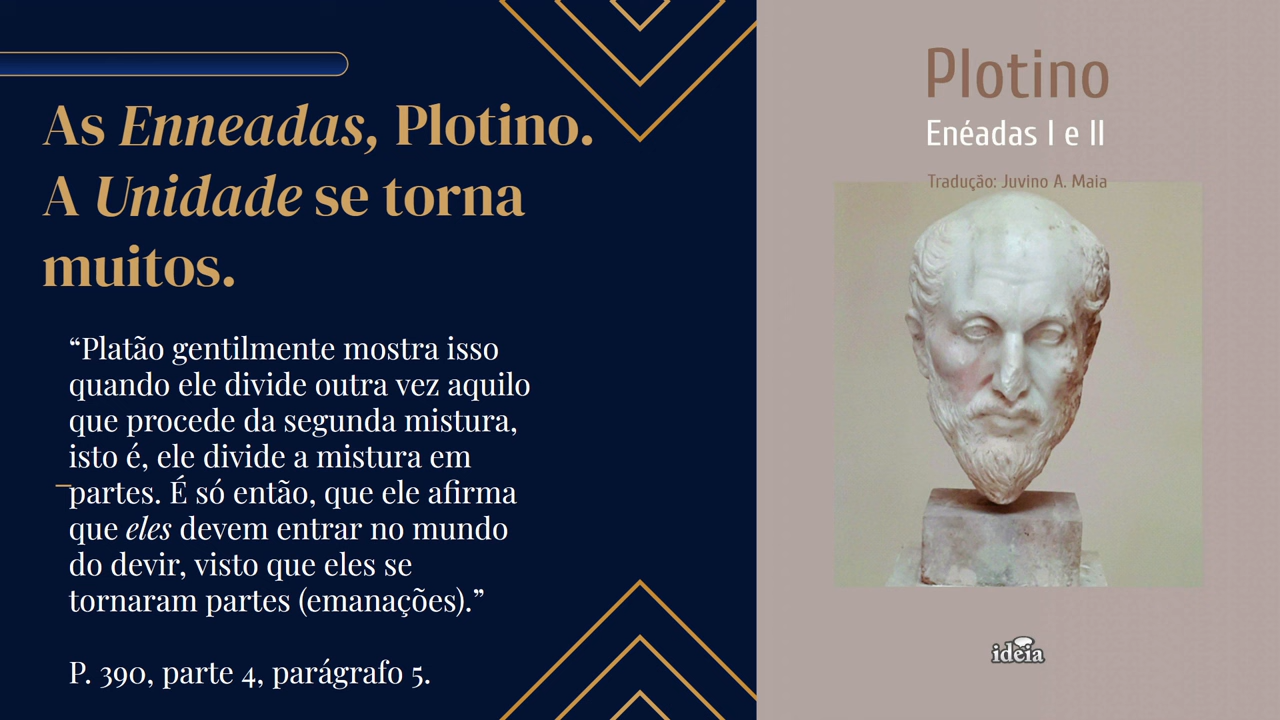 As Enneadas, Plotino.
A Unidade se torna
muitos.
“Platão gentilmente mostra isso
quando ele divide outra vez aquilo
que procede da segunda mistura,
isto é, ele divide a mistura em
partes. É só então, que ele afirma
que eles devem entrar no mundo
do devir, visto que eles se
tornaram partes (emanações).”
P. 390, parte 4, parágrafo 5.
Plotino
Enéadas I e II
Tradução: Juvino A. Maia
ideia